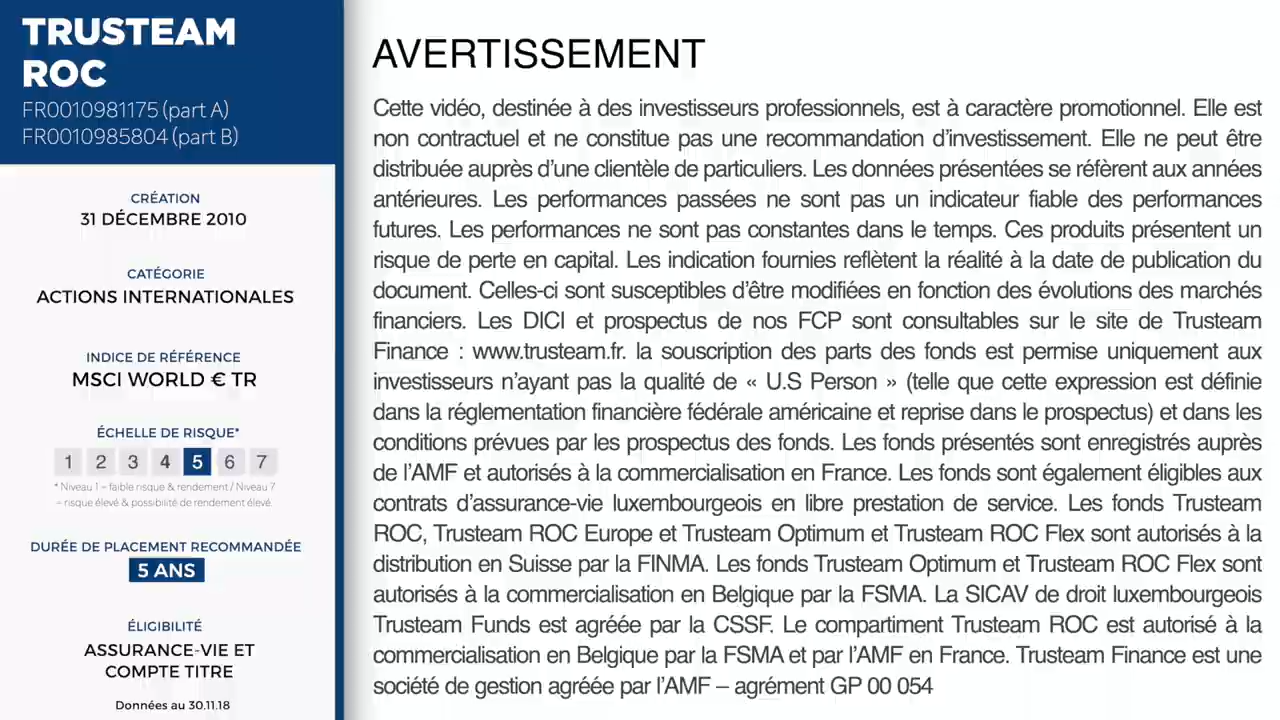 TRUSTEAM
ROC
FR0010981175 (part A)
FR0010985804 (part B)
CRÉATION
31 DÉCEMBRE 2010
CATÉGORIE
ACTIONS INTERNATIONALES
INDICE DE RÉFÉRENCE
MSCI WORLD € TR
ÉCHELLE DE RISQUE*
1 2 3 4 5 6 7
* Niveau 1 – faible risque & rendement / Niveau 7
– risque élevé & possibilité de rendement élevé.
DURÉE DE PLACEMENT RECOMMANDÉE
5 ANS
ÉLIGIBILITÉ
ASSURANCE-VIE ET
COMPTE TITRE
Données au 30.11.18
AVERTISSEMENT
Cette vidéo, destinée à des investisseurs professionnels, est à caractère promotionnel. Elle est
non contractuel et ne constitue pas une recommandation d’investissement. Elle ne peut être
distribuée auprès d’une clientèle de particuliers. Les données présentées se réfèrent aux années
antérieures. Les performances passées ne sont pas un indicateur fiable des performances
futures. Les performances ne sont pas constantes dans le temps. Ces produits présentent un
risque de perte en capital. Les indication fournies reflètent la réalité à la date de publication du
document. Celles-ci sont susceptibles d’être modifiées en fonction des évolutions des marchés
financiers. Les DICI et prospectus de nos FCP sont consultables sur le site de Trusteam
Finance : www.trusteam.fr. la souscription des parts des fonds est permise uniquement aux
investisseurs n’ayant pas la qualité de « U.S Person » (telle que cette expression est définie
dans la réglementation financière fédérale américaine et reprise dans le prospectus) et dans les
conditions prévues par les prospectus des fonds. Les fonds présentés sont enregistrés auprès
de l’AMF et autorisés à la commercialisation en France. Les fonds sont également éligibles aux
contrats d’assurance-vie luxembourgeois en libre prestation de service. Les fonds Trusteam
ROC, Trusteam ROC Europe et Trusteam Optimum et Trusteam ROC Flex sont autorisés à la
distribution en Suisse par la FINMA. Les fonds Trusteam Optimum et Trusteam ROC Flex sont
autorisés à la commercialisation en Belgique par la FSMA. La SICAV de droit luxembourgeois
Trusteam Funds est agréée par la CSSF. Le compartiment Trusteam ROC est autorisé à la
commercialisation en Belgique par la FSMA et par l’AMF en France. Trusteam Finance est une
société de gestion agréée par l’AMF – agrément GP 00 054